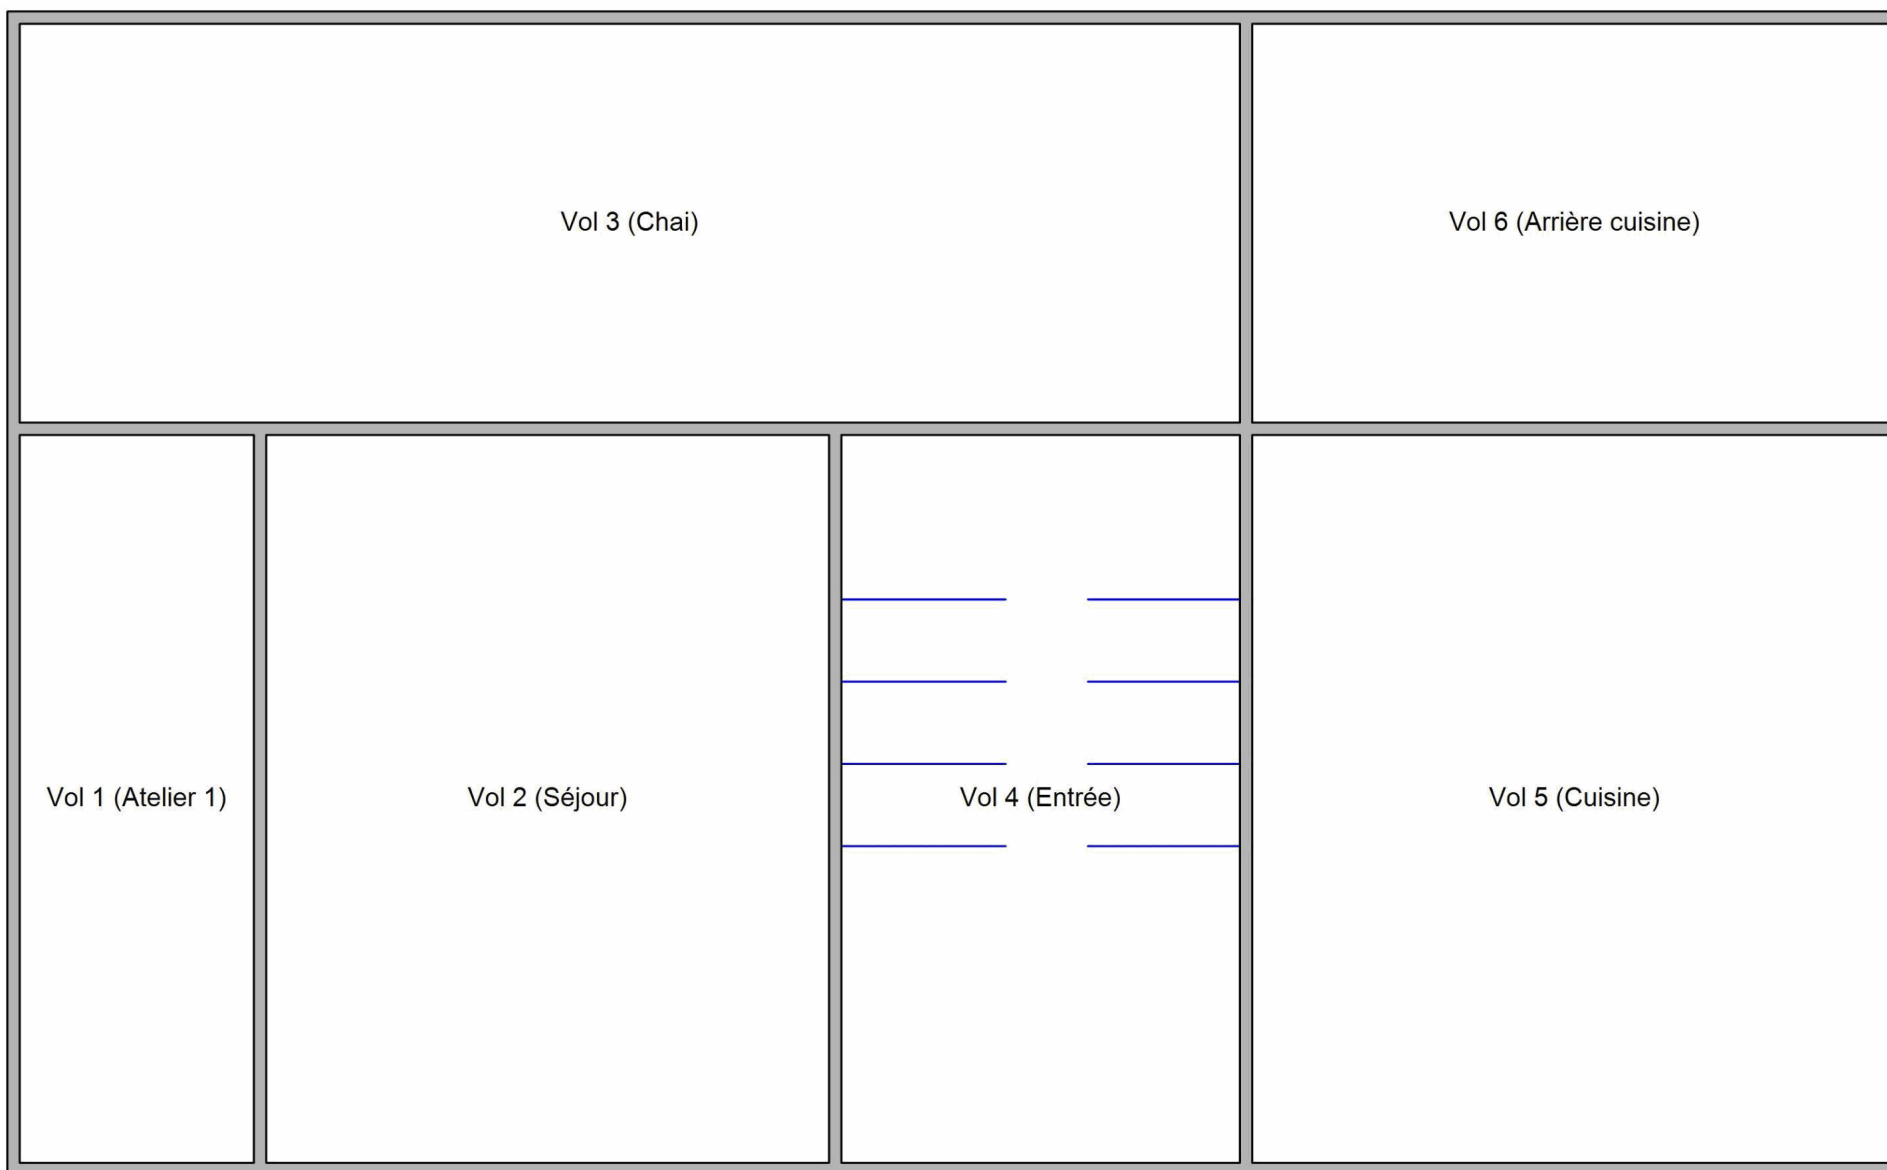 Vol 3 (Chai)
Vol 6 (Arrière cuisine)
Vol 1 (Atelier 1)
Vol 2 (Séjour)
Vol 4 (Entrée)
Vol 5 (Cuisine)